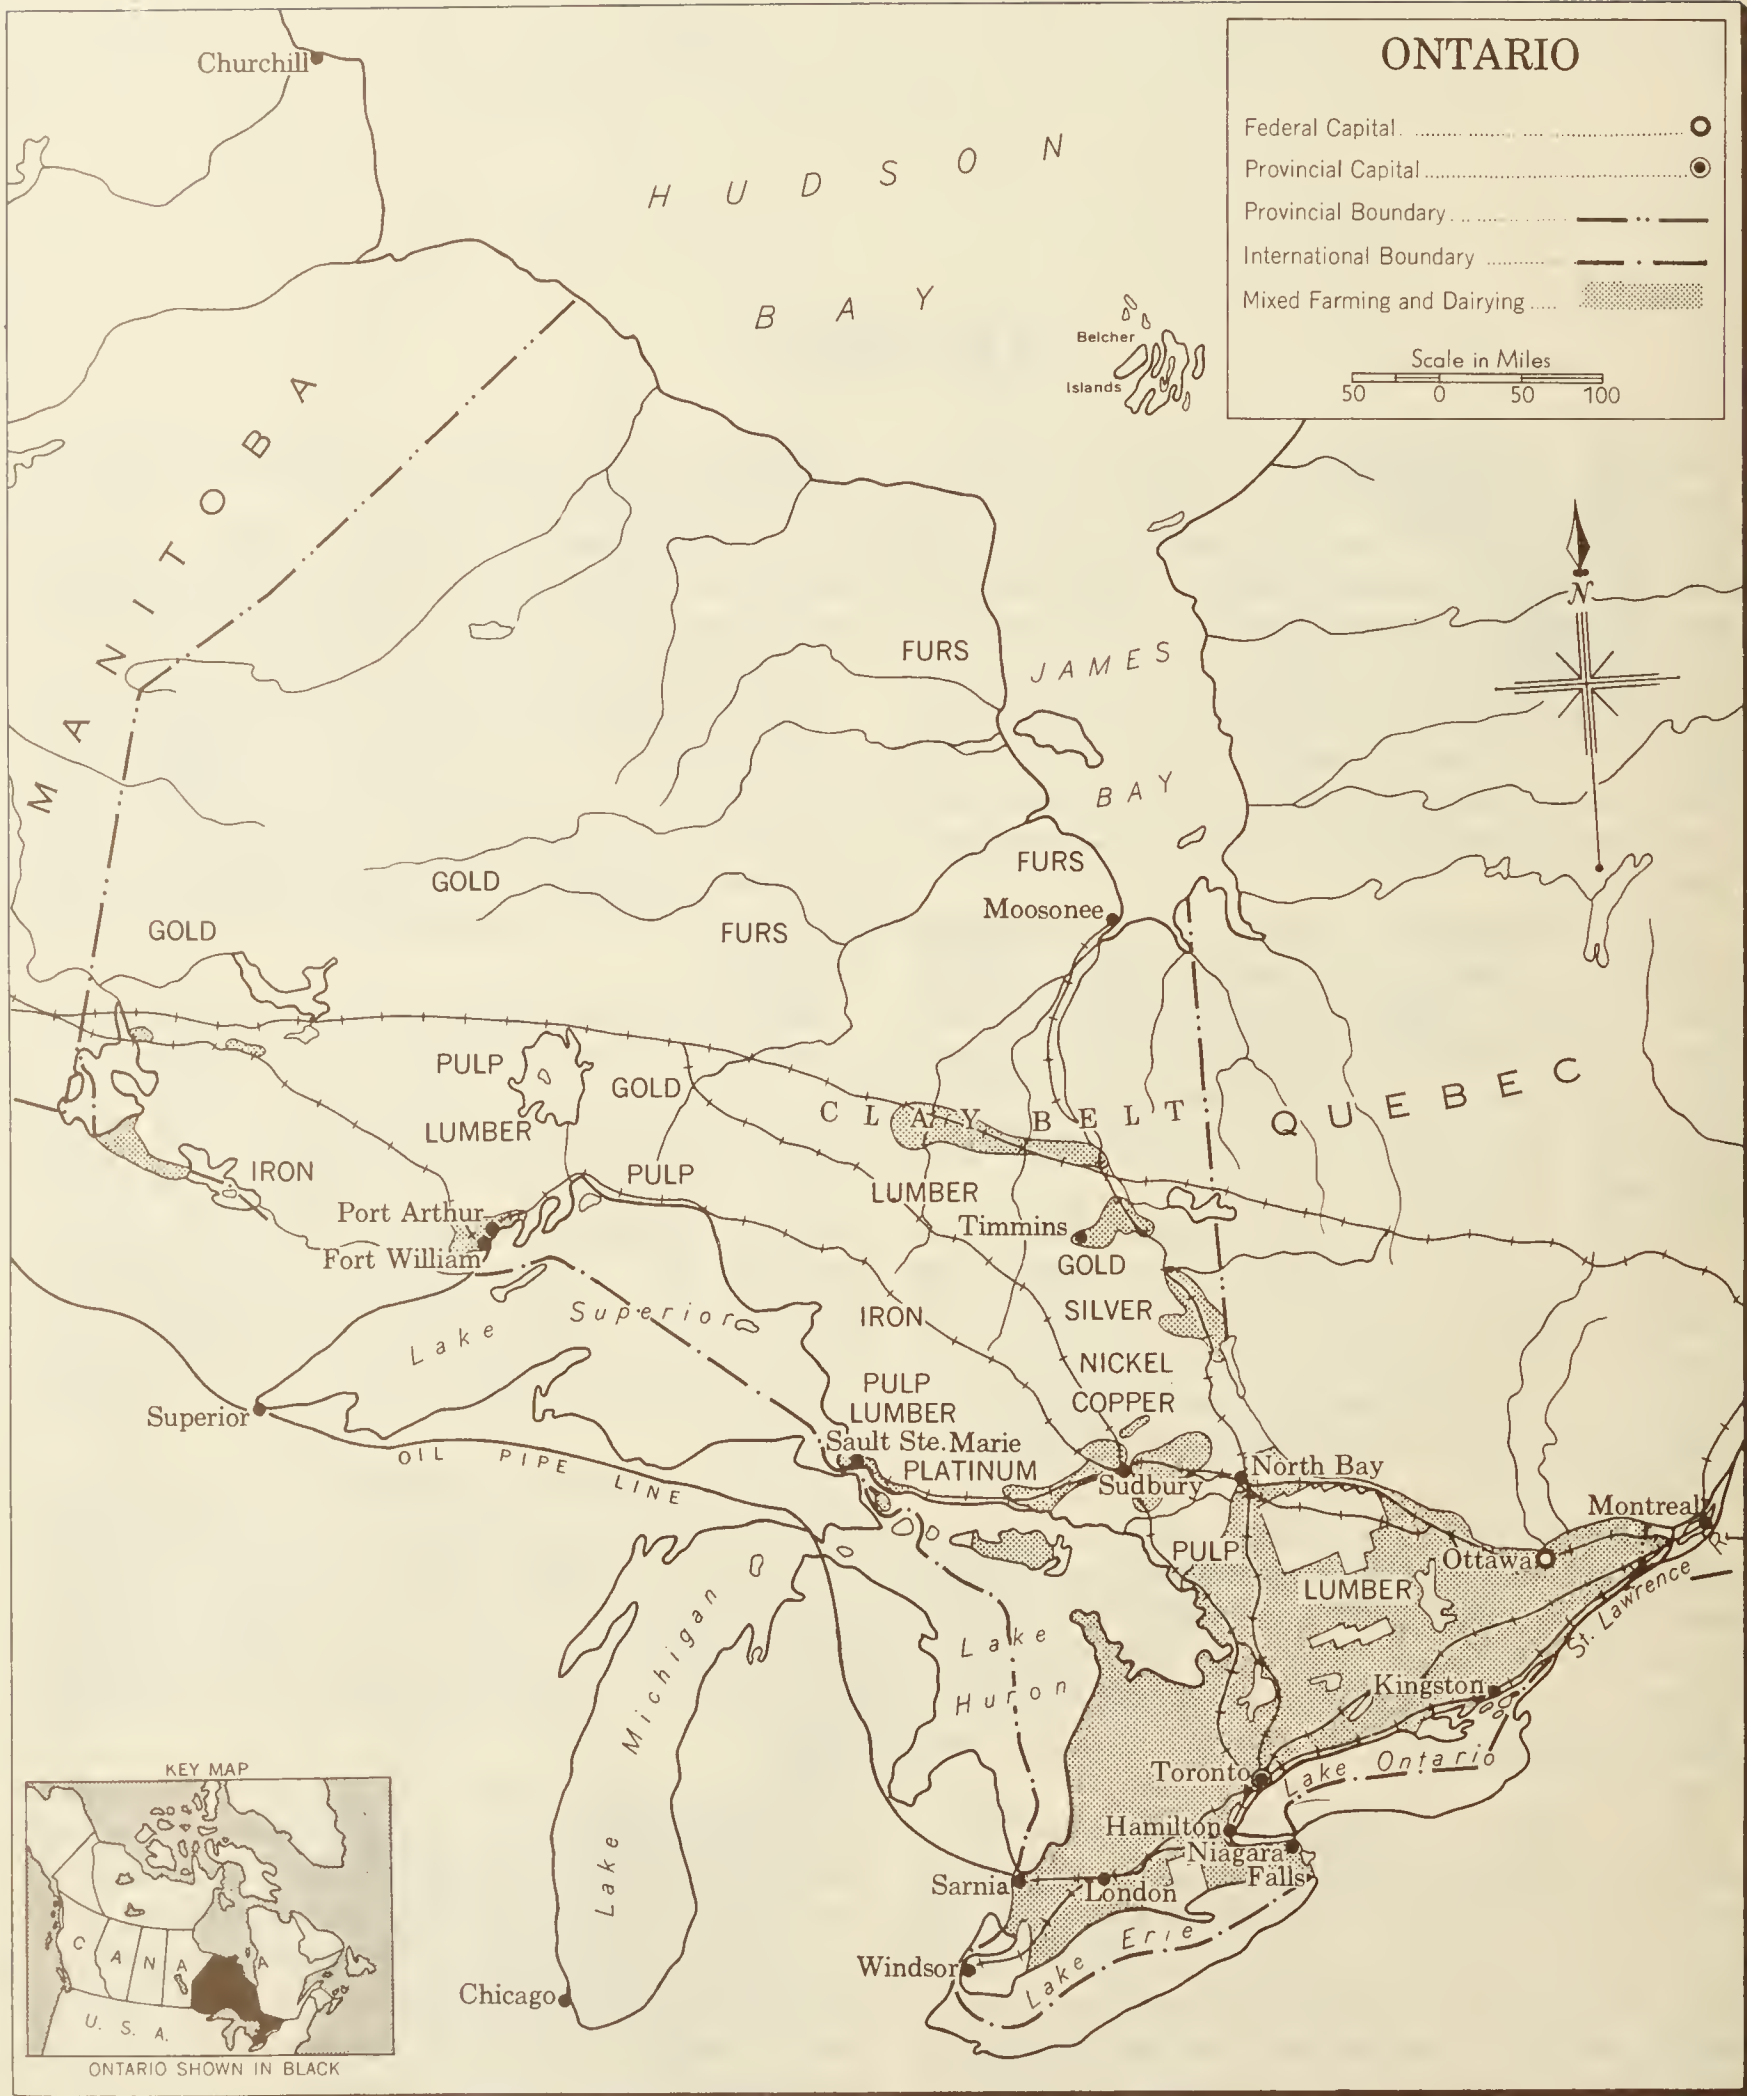 ONTARIO
Federal Capital
Provincial Capital
Provincial Boundary
International Boundary
Mixed Farming and Dairying
Scale in Miles
50 0 50 100
Churchill
HUDSON
BAY
Belcher
Islands
MANITOBA
N
FURS
JAMES
BAY
FURS
GOLD
Moosonee
GOLD
FURS
PULP
GOLD
QUEBEC
CLAY BELT
LUMBER
IRON
PULP
LUMBER
Port Arthur
Timmins
Fort William
GOLD
Lake Superior
IRON
SILVER
NICKEL
PULP
COPPER
LUMBER
Superior
Sault Ste. Marie
OIL PIPE LINE
PLATINUM
Sudbury
North Bay
Montreal
PULP
Ottawa
LUMBER
St. Lawrence R.
Lake Michigan
Lake
Huron
Kingston
Toronto
Lake Ontario
Hamilton
Niagara
Falls
Sarnia
London
Lake Erie
Windsor
Chicago
KEY MAP
CANADA
U. S. A.
ONTARIO SHOWN IN BLACK